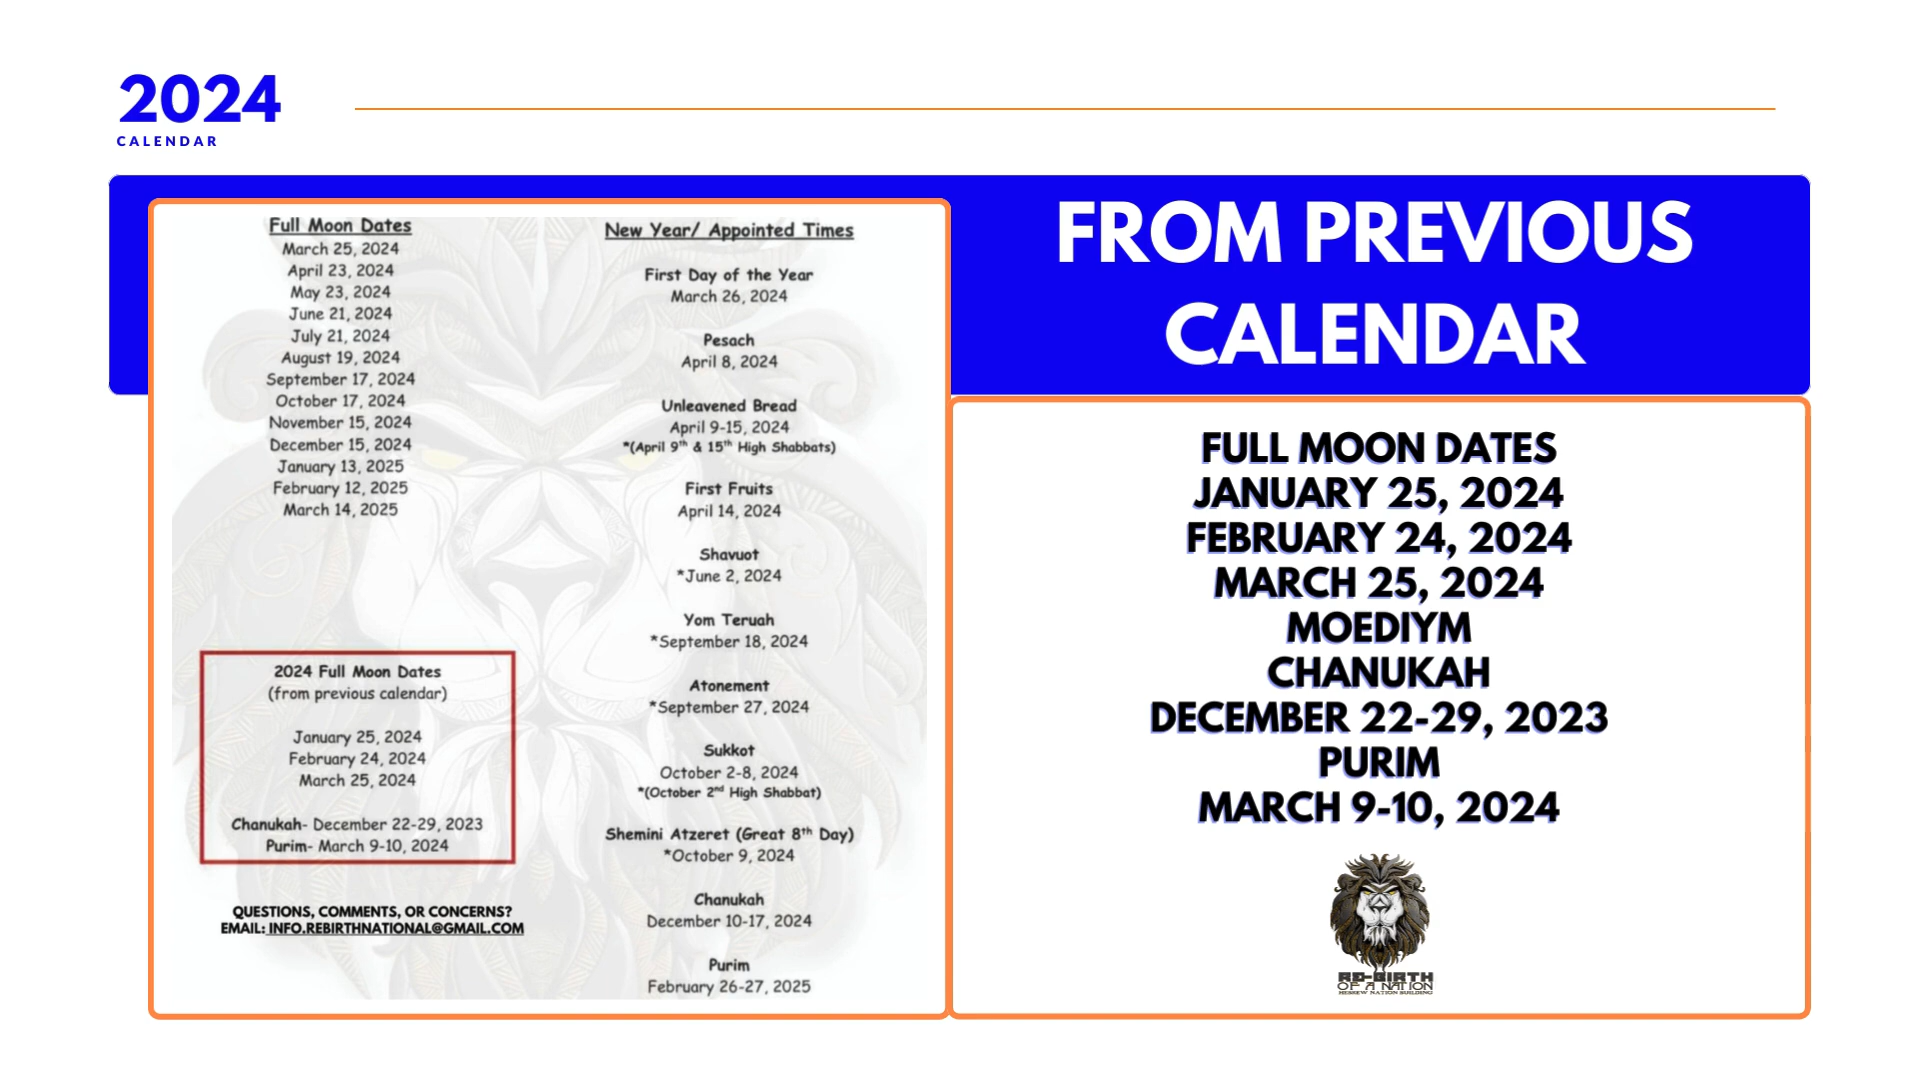 2024
CALENDAR
FROM PREVIOUS
CALENDAR
Full Moon Dates
March 25, 2024
April 23, 2024
May 23, 2024
June 21, 2024
July 21, 2024
August 19, 2024
September 17, 2024
October 17, 2024
November 15, 2024
December 15, 2024
January 13, 2025
February 12, 2025
March 14, 2025
2024 Full Moon Dates
(from previous calendar)
January 25, 2024
February 24, 2024
March 25, 2024
Chanukah- December 22-29, 2023
Purim- March 9-10, 2024
QUESTIONS, COMMENTS, OR CONCERNS?
EMAIL: INFO.REBIRTHNATIONAL@GMAIL.COM
New Year/ Appointed Times
First Day of the Year
March 26, 2024
Pesach
April 8, 2024
Unleavened Bread
April 9-15, 2024
*(April 9th & 15th High Shabbats)
First Fruits
April 14, 2024
Shavuot
*June 2, 2024
Yom Teruah
*September 18, 2024
Atonement
*September 27, 2024
Sukkot
October 2-8, 2024
*(October 2nd High Shabbat)
Shemini Atzeret (Great 8th Day)
*October 9, 2024
Chanukah
December 10-17, 2024
Purim
February 26-27, 2025
FULL MOON DATES
JANUARY 25, 2024
FEBRUARY 24, 2024
MARCH 25, 2024
MOEDIYM
CHANUKAH
DECEMBER 22-29, 2023
PURIM
MARCH 9-10, 2024
RE-BIRTH
OF A NATION
HEBREW NATION BUILDING